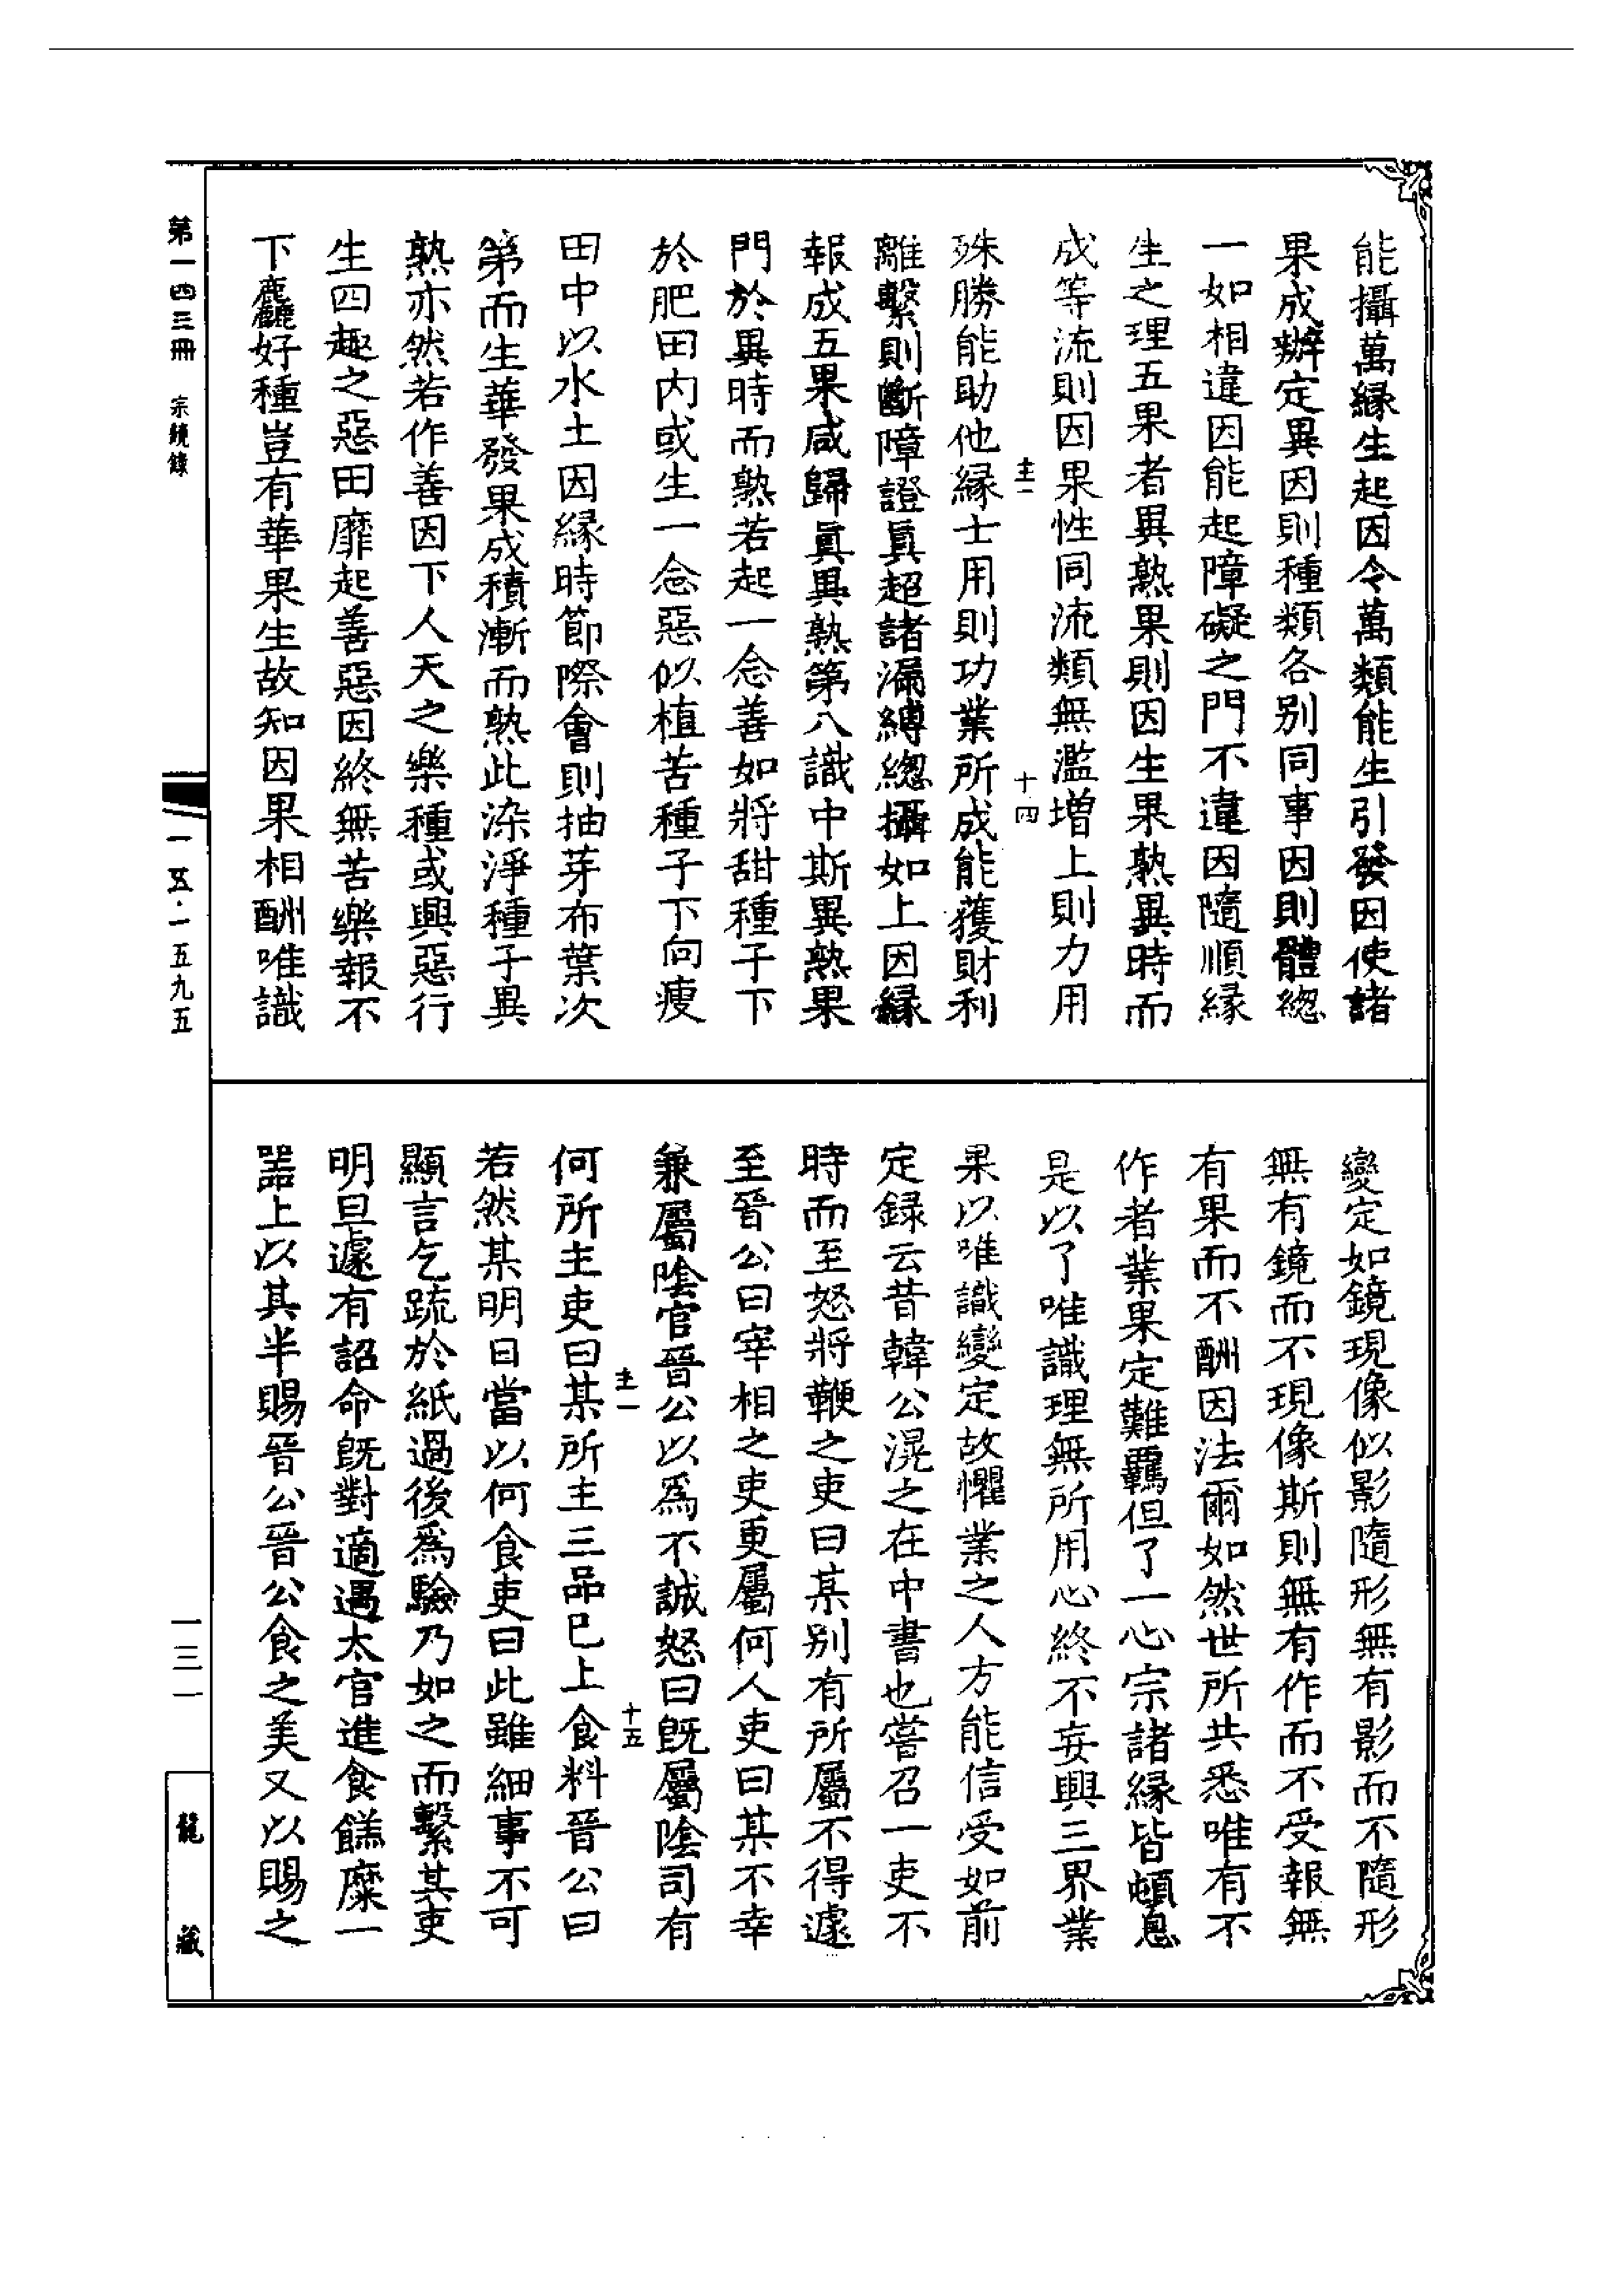 能攝萬緣生起因令萬類能生引發因使諸
果成辦定異因則種類各別同事因則體總
一如相違因能起障礙之門不違因隨順緣
生之理五果者異熟果則因生果熟異時而
成等流則因果性同流類無濫增上則力用
圭一
十四
殊勝能助他緣士用則功業所成能獲財利
離繫則斷障證眞超諸漏縛總攝如上因緣
報成五果咸歸眞異熟第八識中斯異熟果
門於異時而熟若起一念善如將甜種子下
於肥田內或生一念惡似植苦種子下向瘦
田中以水土因緣時節際會則抽芽布葉次
第而生華發果成積漸而熟此染淨種子異
熟亦然若作善因下人天之樂種或興惡行
生四趣之惡田靡起善惡因終無苦樂報不
下麤好種豈有華果生故知因果相酬唯識
變定如鏡現像似影隨形無有影而不隨形
無有鏡而不現像斯則無有作而不受報無
有果而不酬因法爾如然世所共悉唯有不
作者業果定難羈但了一心宗諸緣皆頓息
是以了唯識理無所用心終不妄興三界業
果以唯識變定故懼業之人方能信受如前
定録云昔韓公滉之在中書也嘗召一吏不
時而至怒將鞭之吏曰某別有所屬不得遽
至晉公曰宰相之吏更屬何人吏曰某不幸
兼屬陰官晉公以爲不誠怒曰旣屬陰司有
圭一
十五
何所主吏曰某所主三品已上食料晉公曰
若然某明日當以何食吏曰此雖細事不可
顯言乞疏於紙過後爲驗乃如之而繫其吏
明旦遽有詔命旣對適遇太官進食餻糜一
器上以其半賜晉公晉公食之美又以賜之
第一四三冊　宗鏡錄
一五·一五九五
一三一
龍藏